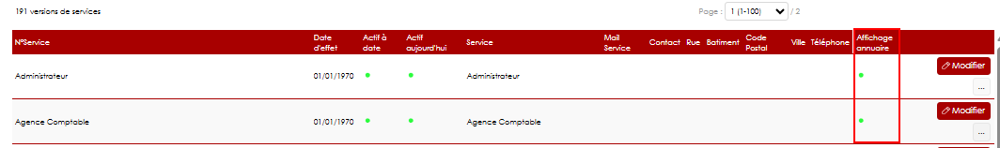 191 versions de services
Page : 1 (1-100) / 2
N°Service Date d'effet Actif à date Actif aujourd'hui Service Mail Service Contact Rue Batiment Code Postal Ville Téléphone Affichage annuaire
Administrateur 01/01/1970 Administrateur Modifier
...
Agence Comptable 01/01/1970 Agence Comptable Modifier
...